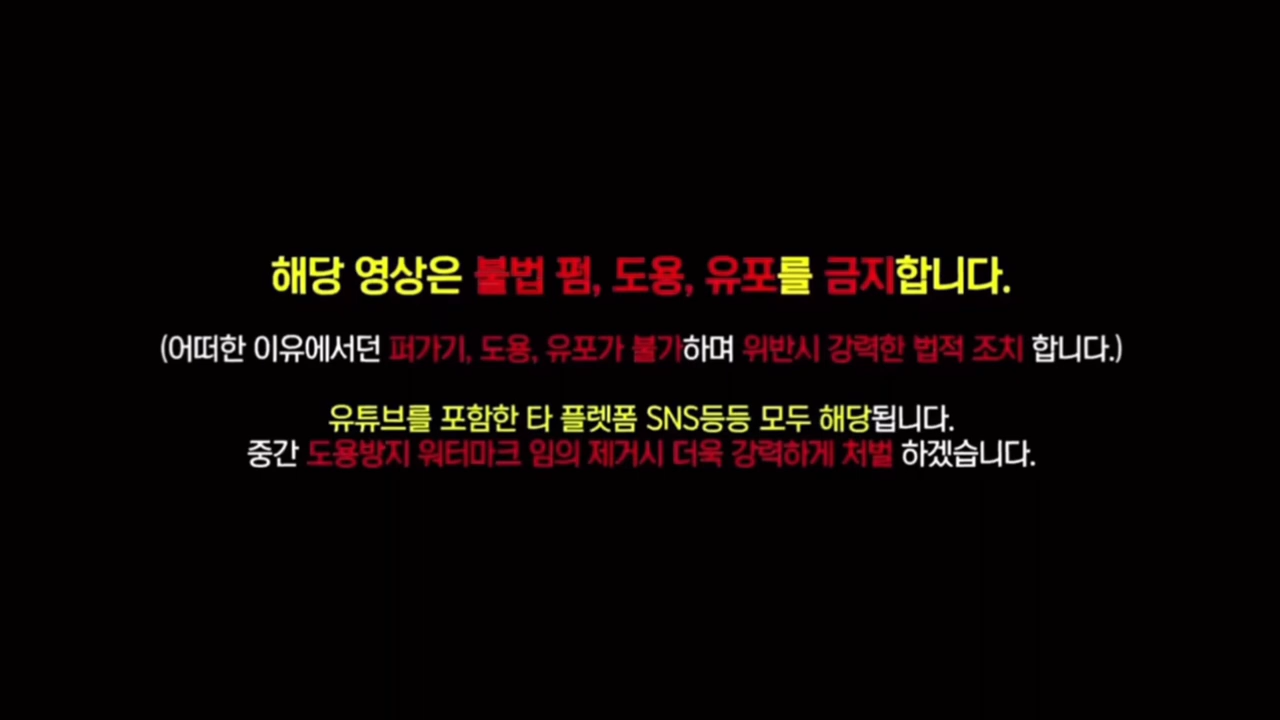 해당 영상은 불법 펌, 도용, 유포를 금지합니다.
(어떠한 이유에서던 퍼가기, 도용, 유포가 불가하며 위반시 강력한 법적 조치 합니다.)
유튜브를 포함한 타 플렛폼 SNS등등 모두 해당됩니다.
중간 도용방지 워터마크 임의 제거시 더욱 강력하게 처벌 하겠습니다.